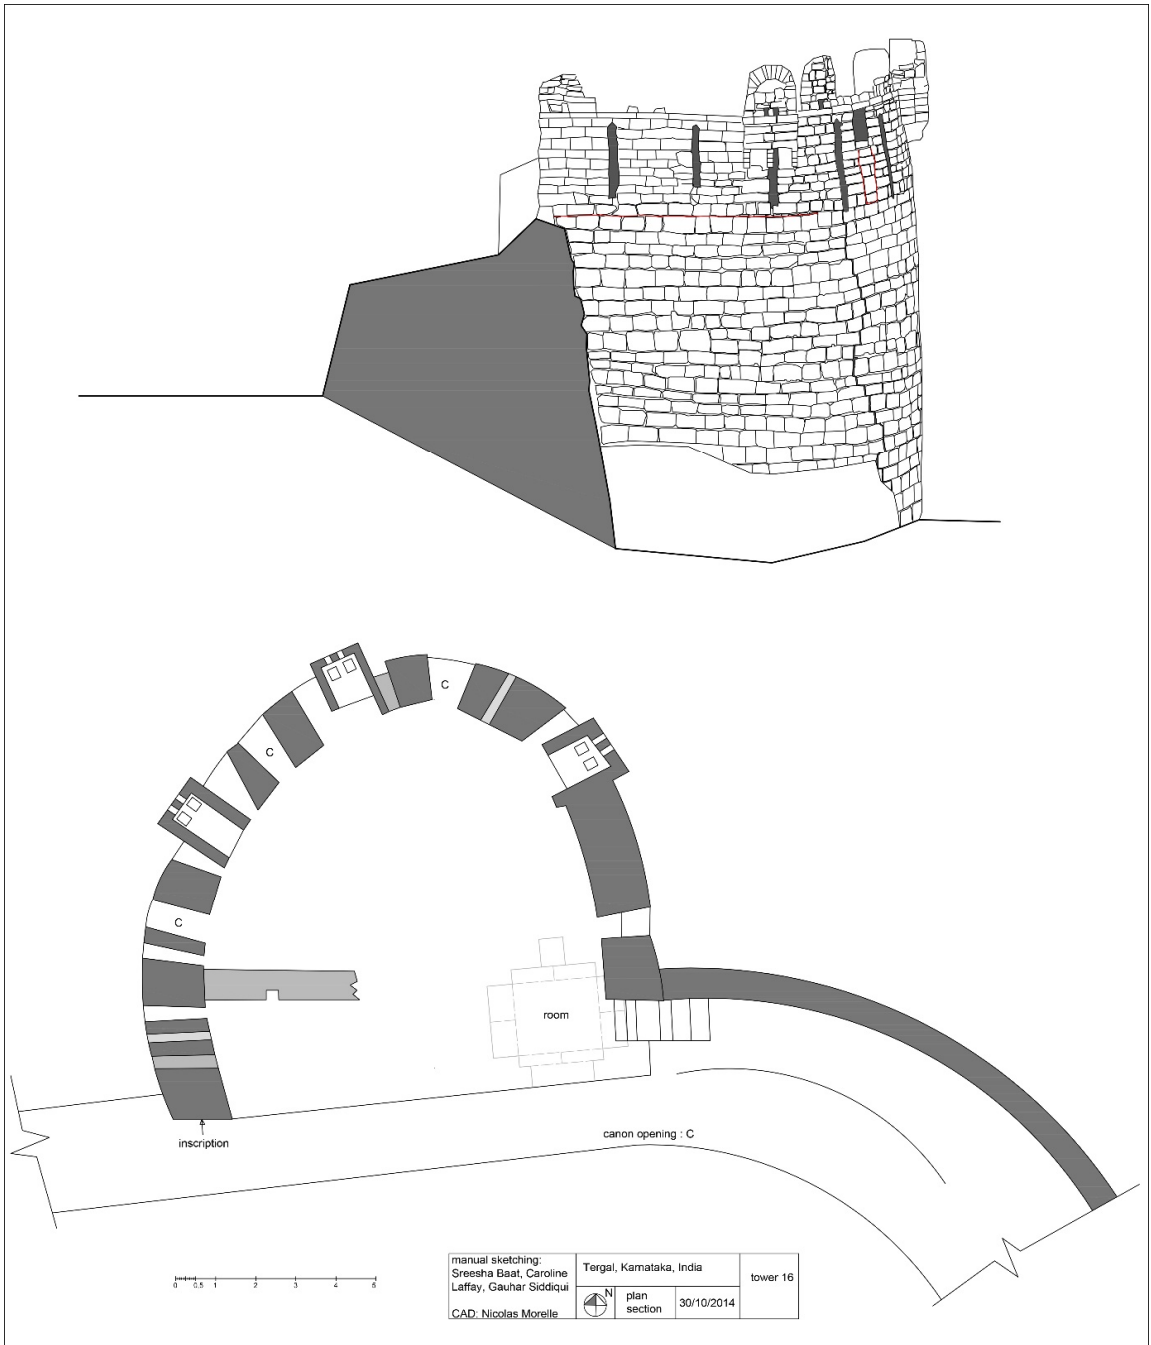 C
C
C
room
inscription
canon opening : C
0 0,5 1 2 3 4 5
manual sketching:
Sreesha Baat, Caroline
Laffay, Gauhar Siddiqui
CAD: Nicolas Morelle
Tergal, Karnataka, India
N
plan
section
30/10/2014
tower 16